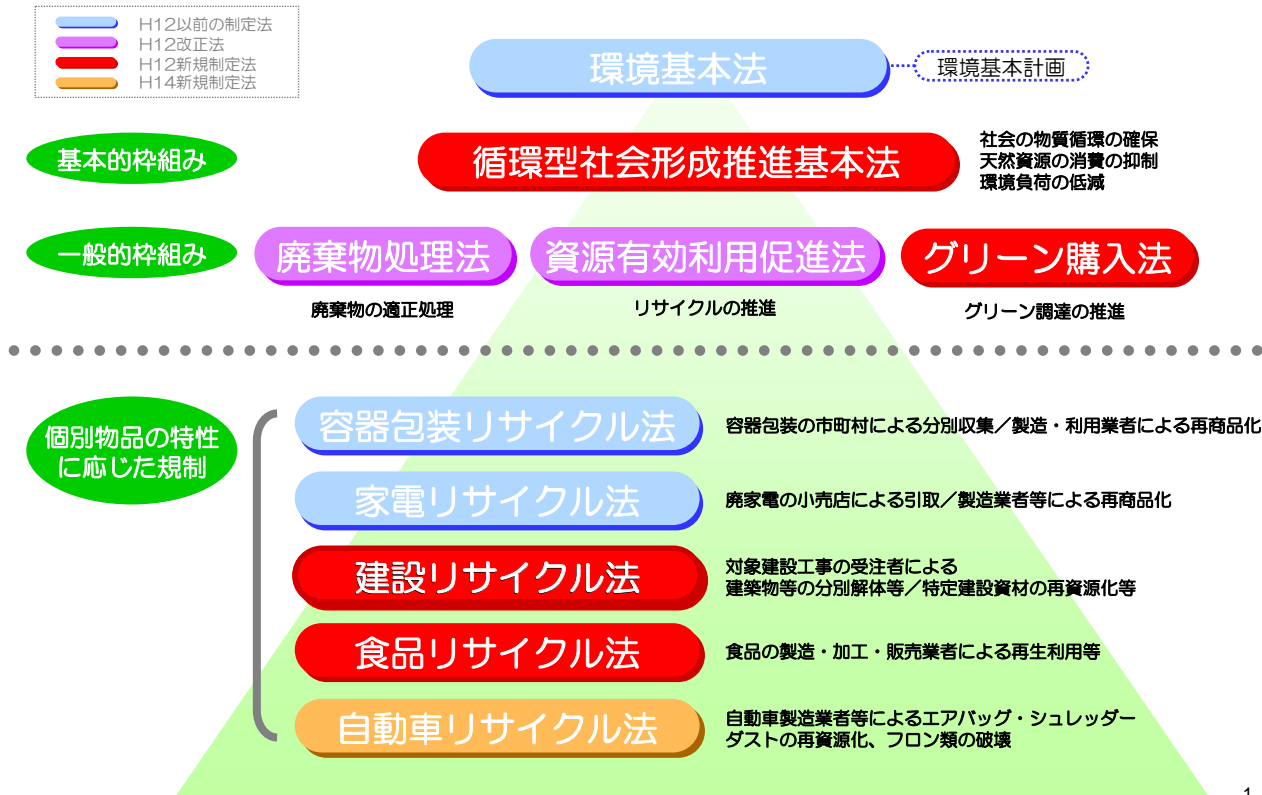 H12以前の制定法
H12改正法
H12新規制定法
H14新規制定法
環境基本法
環境基本計画
基本的枠組み
循環型社会形成推進基本法
社会の物質循環の確保
天然資源の消費の抑制
環境負荷の低減
一般的枠組み
廃棄物処理法
資源有効利用促進法
グリーン購入法
廃棄物の適正処理
リサイクルの推進
グリーン調達の推進
個別物品の特性
に応じた規制
容器包装リサイクル法
容器包装の市町村による分別収集／製造・利用業者による再商品化
家電リサイクル法
廃家電の小売店による引取／製造業者等による再商品化
建設リサイクル法
対象建設工事の受注者による
建築物等の分別解体等／特定建設資材の再資源化等
食品リサイクル法
食品の製造・加工・販売業者による再生利用等
自動車リサイクル法
自動車製造業者等によるエアバッグ・シュレッダー
ダストの再資源化、フロン類の破壊
1